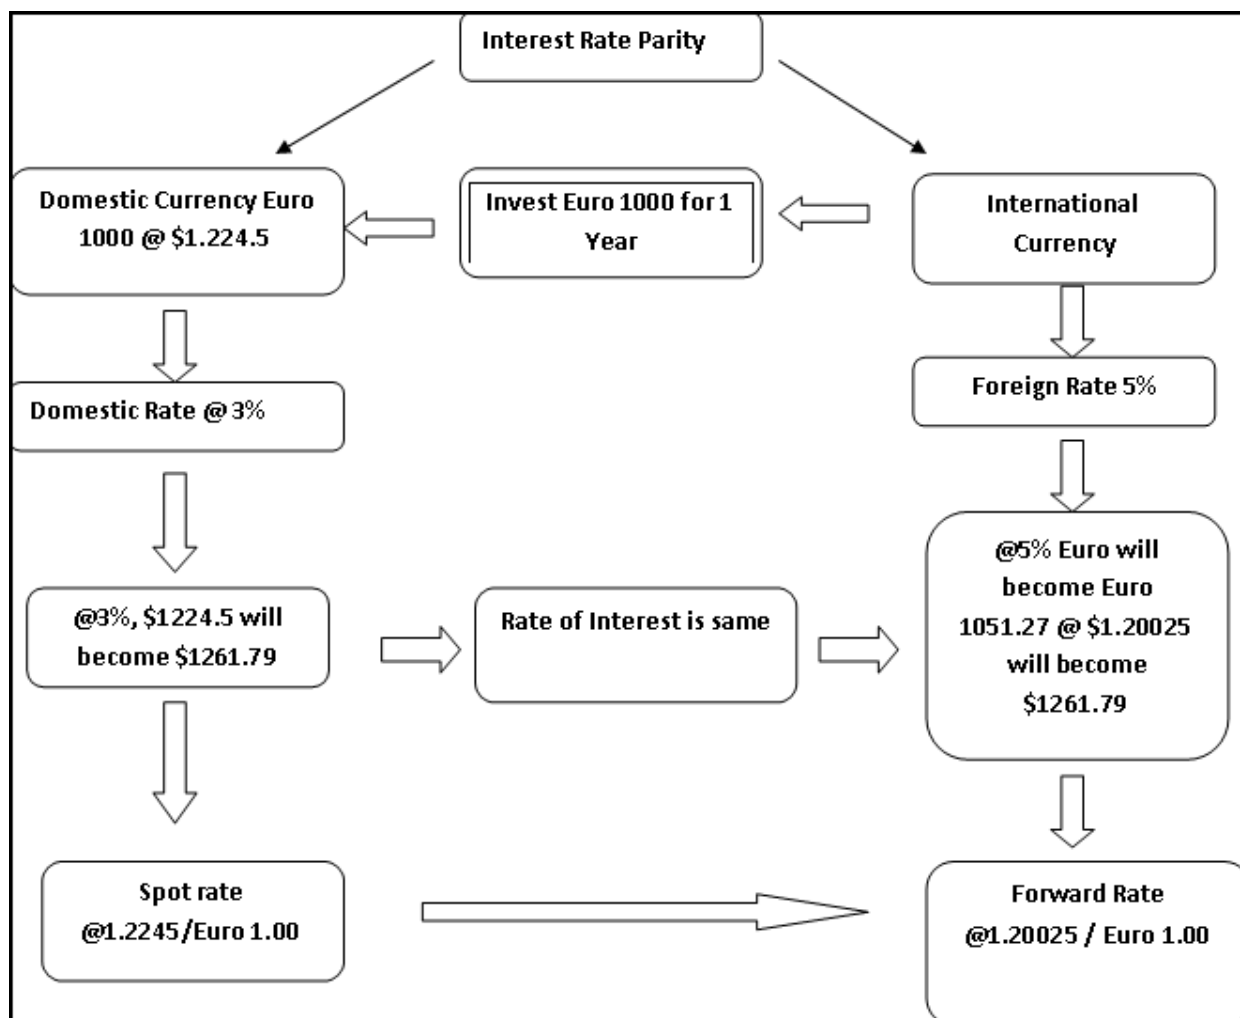 Interest Rate Parity
Domestic Currency Euro
1000 @ $1.224.5
Invest Euro 1000 for 1
Year
International
Currency
Domestic Rate @ 3%
Foreign Rate 5%
@3%, $1224.5 will
become $1261.79
Rate of Interest is same
@5% Euro will
become Euro
1051.27 @ $1.20025
will become
$1261.79
Spot rate
@1.2245/Euro 1.00
Forward Rate
@1.20025 / Euro 1.00